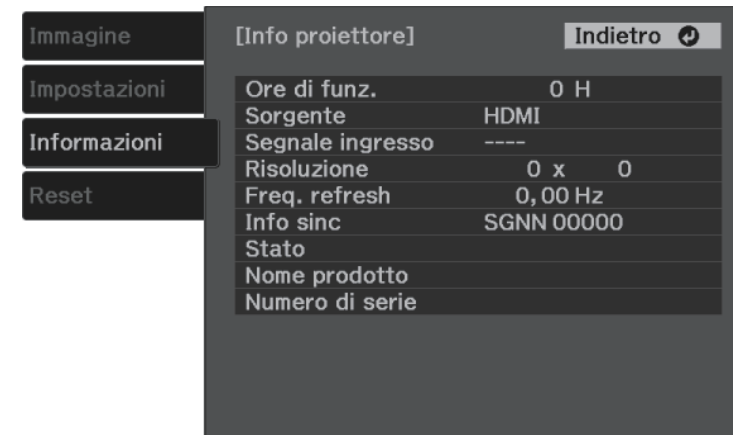 Immagine
Impostazioni
Informazioni
Reset
[Info proiettore]
Indietro
Ore di funz. 0 H
Sorgente HDMI
Segnale ingresso ----
Risoluzione 0 x 0
Freq. refresh 0,00 Hz
Info sinc SGNN 00000
Stato
Nome prodotto
Numero di serie